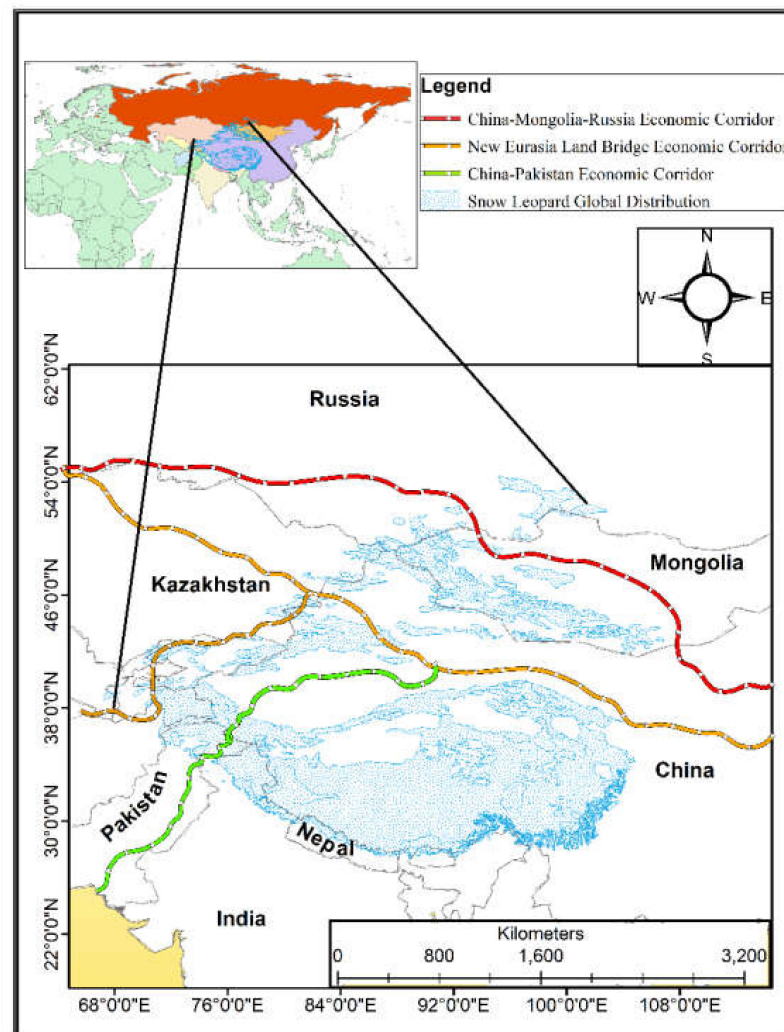 Legend
China-Mongolia-Russia Economic Corridor
New Eurasia Land Bridge Economic Corridor
China-Pakistan Economic Corridor
Snow Leopard Global Distribution
N
W E
S
62°0'0"N
54°0'0"N
46°0'0"N
38°0'0"N
30°0'0"N
22°0'0"N
Russia
Mongolia
Kazakhstan
China
Pakistan
Nepal
India
Kilometers
0 800 1,600 3,200
68°0'0"E 76°0'0"E 84°0'0"E 92°0'0"E 100°0'0"E 108°0'0"E